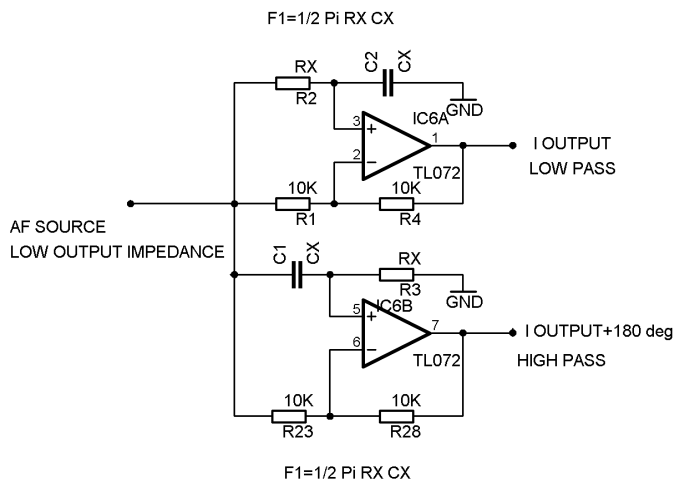 F1=1/2 Pi RX CX
RX
R2
C2
CX
GND
IC6A
3
+
2
−
1
TL072
I OUTPUT
LOW PASS
10K
R1
10K
R4
AF SOURCE
LOW OUTPUT IMPEDANCE
C1
CX
RX
R3
GND
IC6B
5
+
6
−
7
TL072
I OUTPUT+180 deg
HIGH PASS
10K
R23
10K
R28
F1=1/2 Pi RX CX